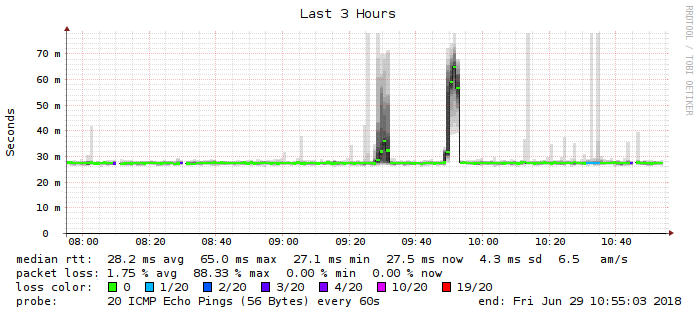 Last 3 Hours
RRDTOOL / TOBI OETIKER
Seconds
70 m
60 m
50 m
40 m
30 m
20 m
10 m
0
08:00 08:20 08:40 09:00 09:20 09:40 10:00 10:20 10:40
median rtt: 28.2 ms avg 65.0 ms max 27.1 ms min 27.5 ms now 4.3 ms sd 6.5 am/s
packet loss: 1.75 % avg 88.33 % max 0.00 % min 0.00 % now
loss color: 0 1/20 2/20 3/20 4/20 10/20 19/20
probe: 20 ICMP Echo Pings (56 Bytes) every 60s end: Fri Jun 29 10:55:03 2018